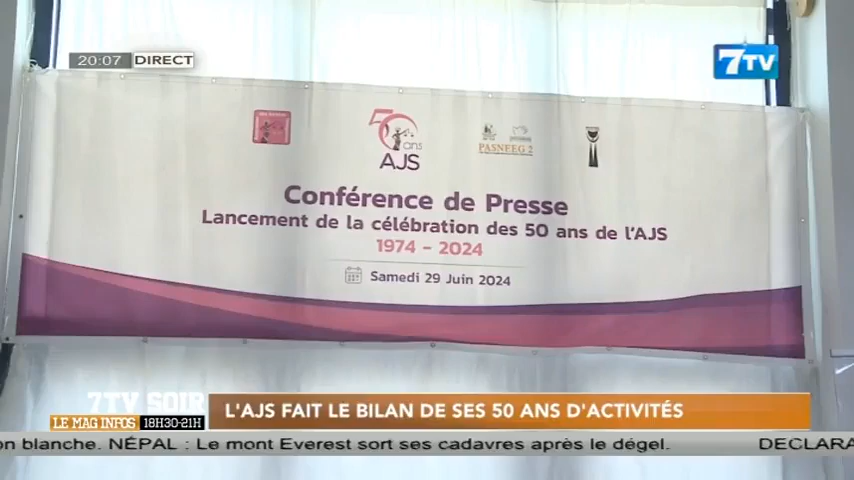 20:07 DIRECT
7TV
50 ans
AJS
PASNEEG 2
Conférence de Presse
Lancement de la célébration des 50 ans de l'AJS
1974 - 2024
Samedi 29 Juin 2024
7TV SOIR
LE MAG INFOS 18H30-21H
L'AJS FAIT LE BILAN DE SES 50 ANS D'ACTIVITÉS
on blanche. NÉPAL : Le mont Everest sort ses cadavres après le dégel. DECLARA